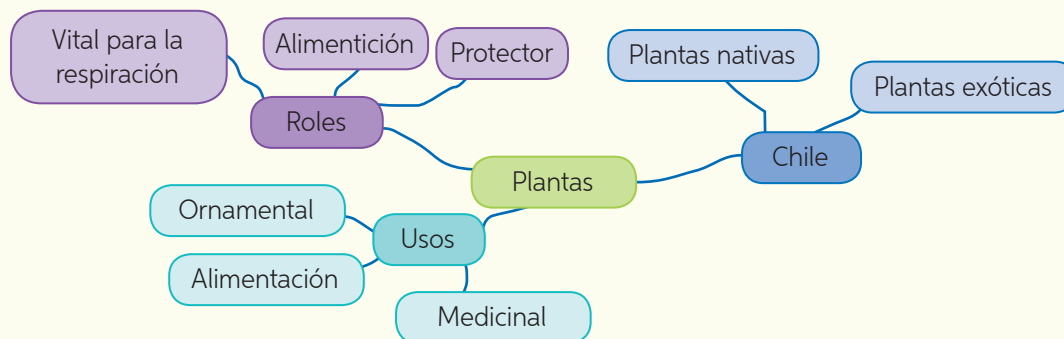 Vital para la
respiración
Alimentición
Protector
Roles
Plantas nativas
Plantas exóticas
Chile
Plantas
Ornamental
Usos
Alimentación
Medicinal